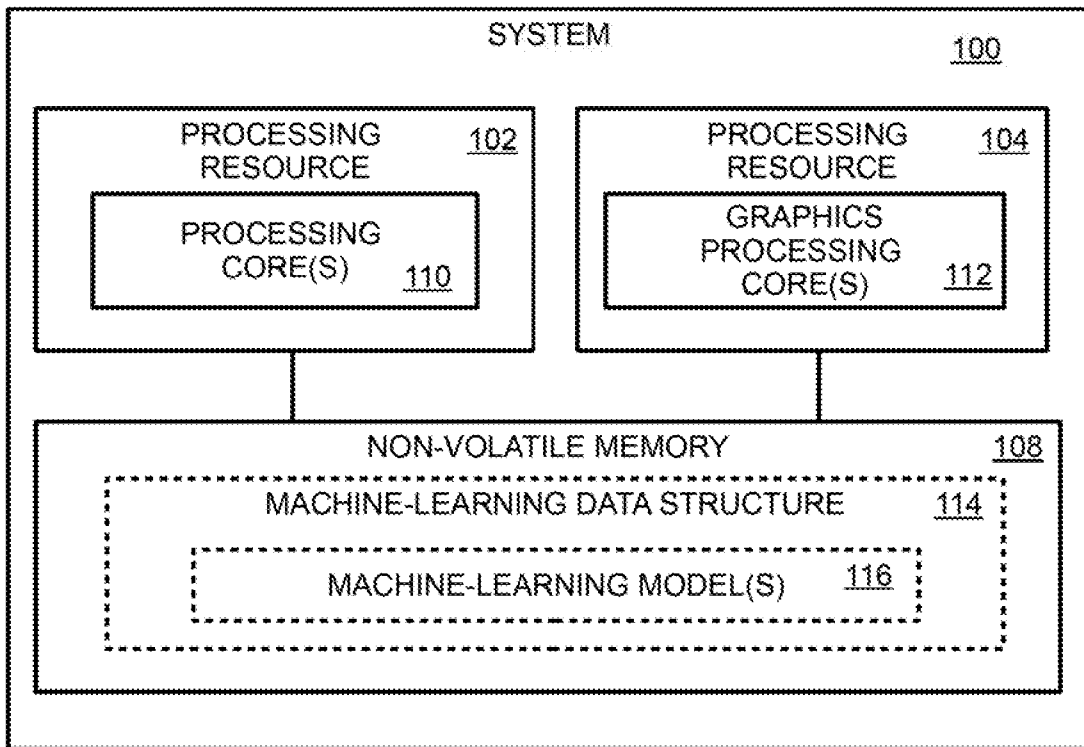 SYSTEM
100
PROCESSING
RESOURCE
102
PROCESSING
CORE(S)
110
PROCESSING
RESOURCE
104
GRAPHICS
PROCESSING
CORE(S)
112
NON-VOLATILE MEMORY
108
MACHINE-LEARNING DATA STRUCTURE
114
MACHINE-LEARNING MODEL(S)
116